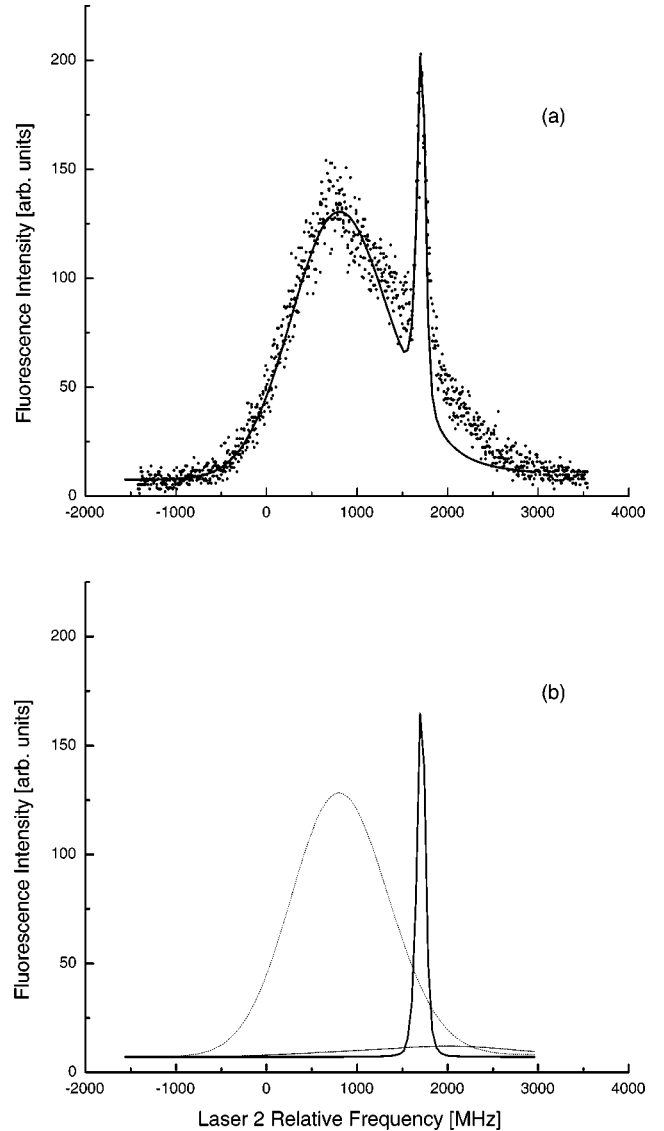 200
150
100
50
0
Fluorescence Intensity [arb. units]
(a)
-2000 -1000 0 1000 2000 3000 4000
200
150
100
50
0
Fluorescence Intensity [arb. units]
(b)
-2000 -1000 0 1000 2000 3000 4000
Laser 2 Relative Frequency [MHz]